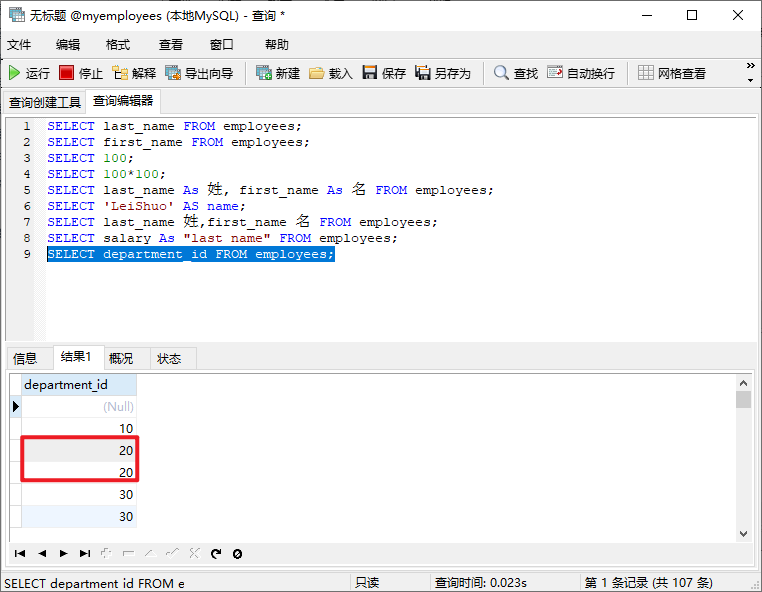 无标题 @myemployees (本地MySQL) - 查询 *
文件 编辑 格式 查看 窗口 帮助
运行 停止 解释 导出向导 新建 载入 保存 另存为 查找 自动换行 网格查看 »
查询创建工具 查询编辑器
1 SELECT last_name FROM employees;
2 SELECT first_name FROM employees;
3 SELECT 100;
4 SELECT 100*100;
5 SELECT last_name As 姓, first_name As 名 FROM employees;
6 SELECT 'LeiShuo' AS name;
7 SELECT last_name 姓,first_name 名 FROM employees;
8 SELECT salary As "last name" FROM employees;
9 SELECT department_id FROM employees;
信息 结果1 概况 状态
department_id
(Null)
10
20
20
30
30
SELECT department id FROM e 只读 查询时间: 0.023s 第 1 条记录 (共 107 条)